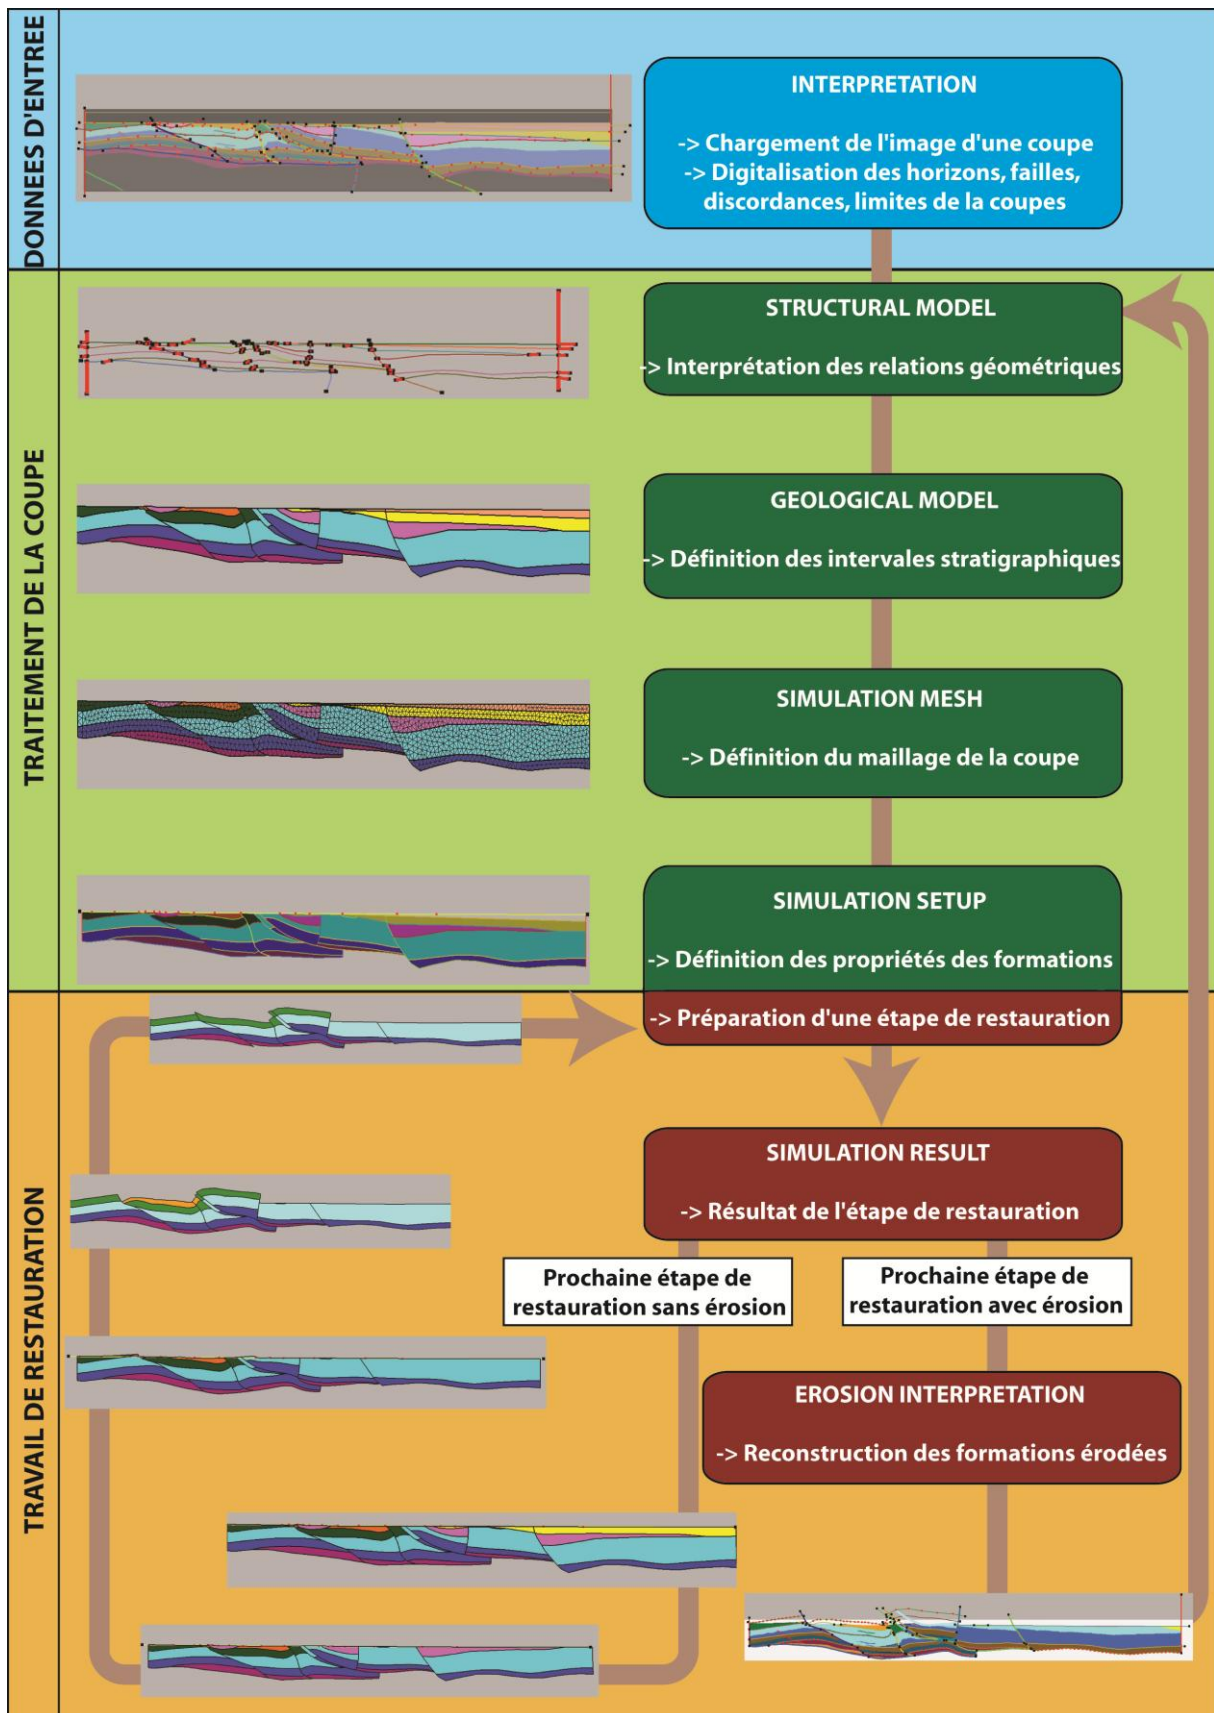 DONNEES D'ENTREE
INTERPRETATION
-> Chargement de l'image d'une coupe
-> Digitalisation des horizons, failles,
discordances, limites de la coupes
TRAITEMENT DE LA COUPE
STRUCTURAL MODEL
-> Interprétation des relations géométriques
GEOLOGICAL MODEL
-> Définition des intervales stratigraphiques
SIMULATION MESH
-> Définition du maillage de la coupe
SIMULATION SETUP
-> Définition des propriétés des formations
-> Préparation d'une étape de restauration
TRAVAIL DE RESTAURATION
SIMULATION RESULT
-> Résultat de l'étape de restauration
Prochaine étape de
restauration sans érosion
Prochaine étape de
restauration avec érosion
EROSION INTERPRETATION
-> Reconstruction des formations érodées